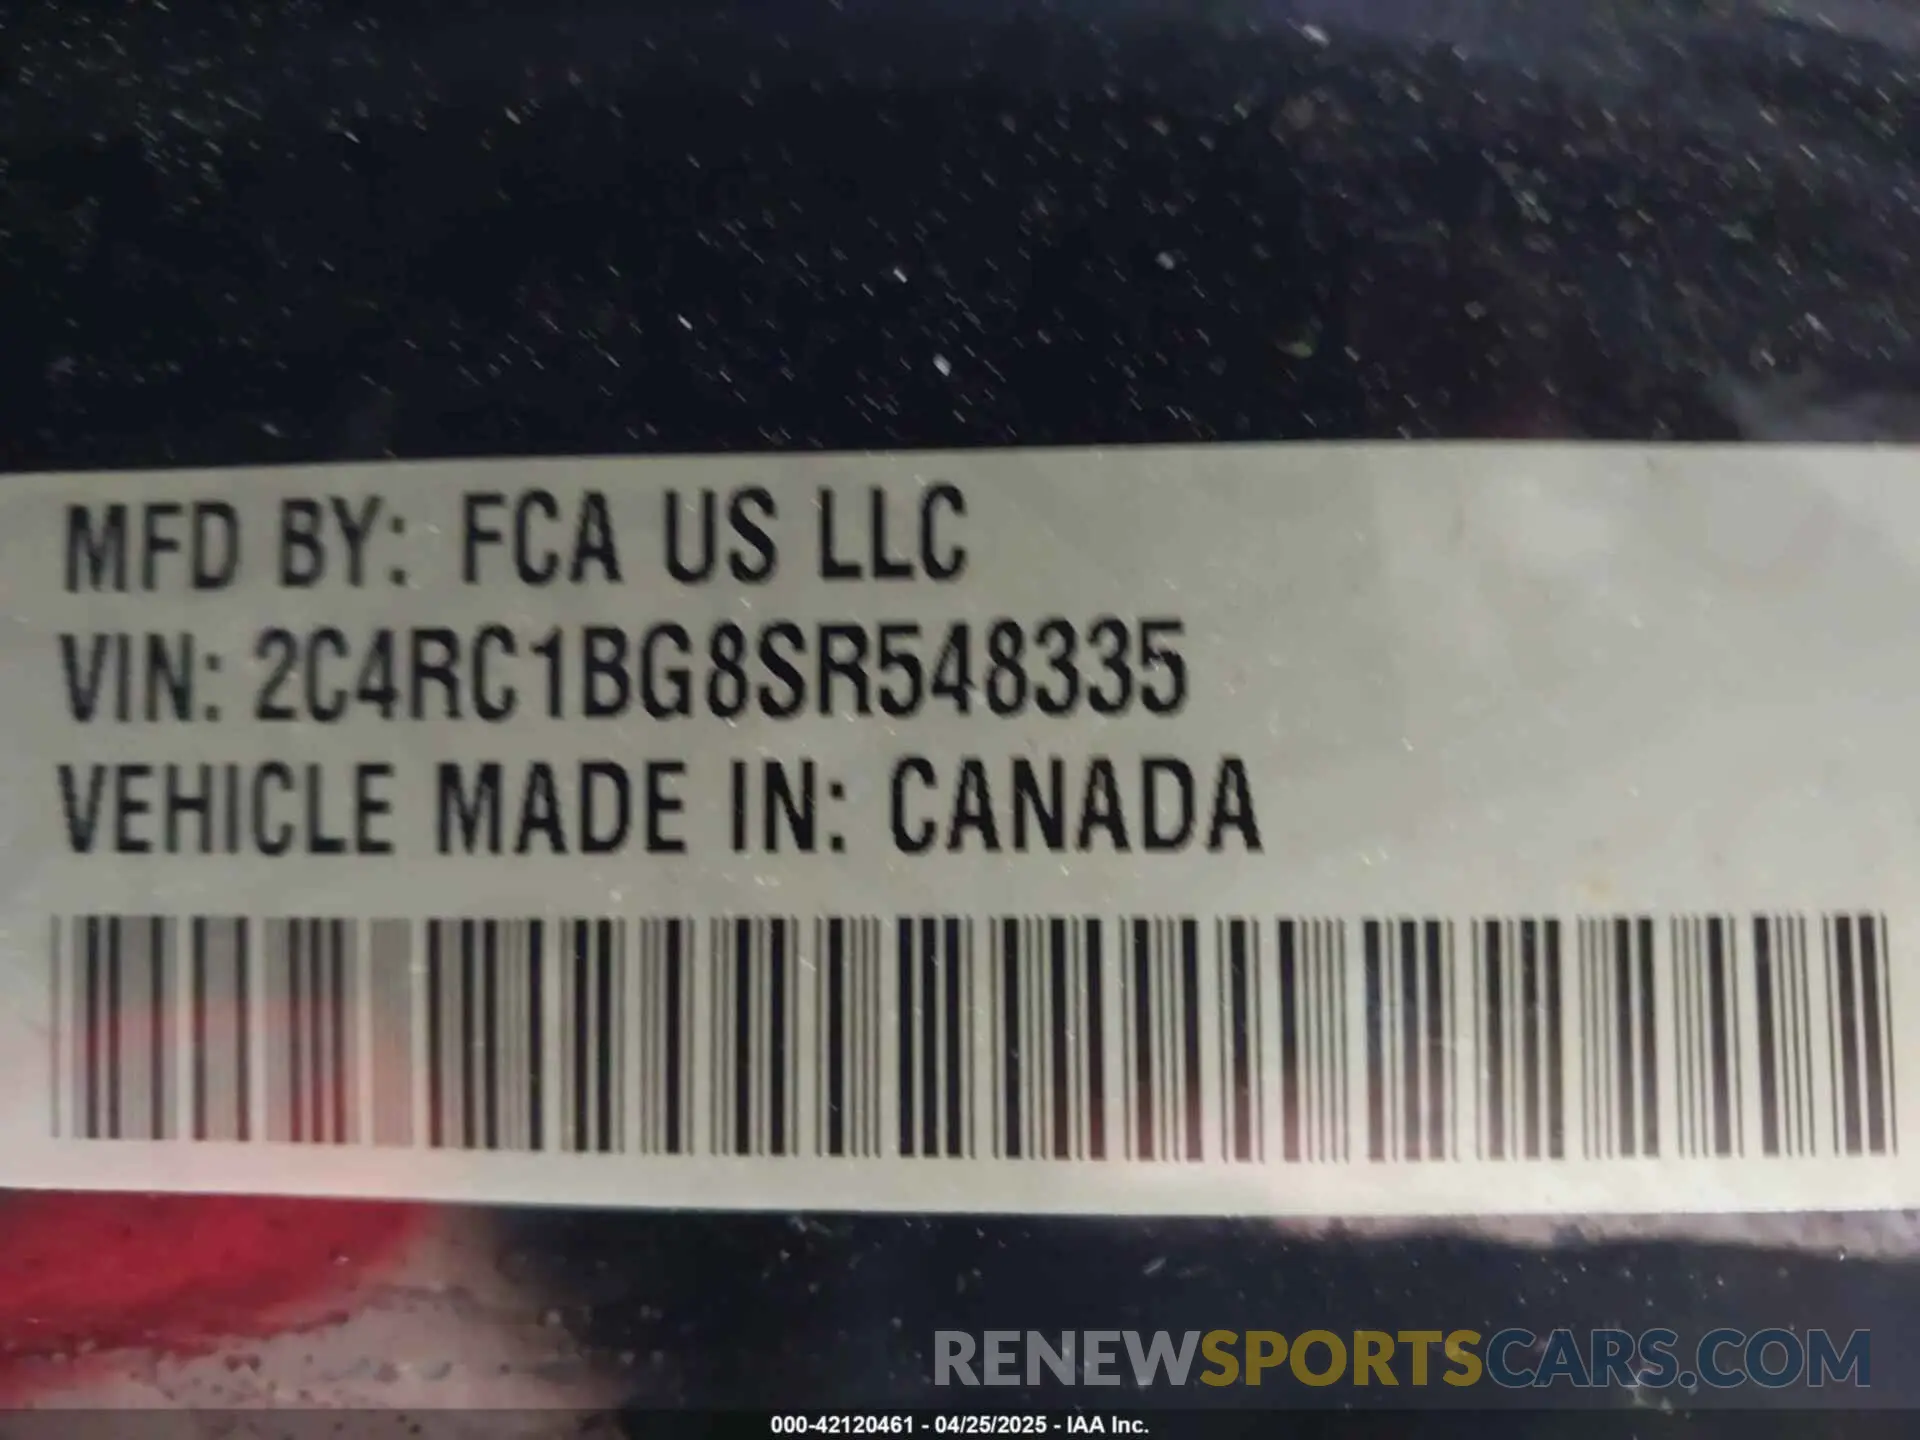 MFD BY: FCA US LLC
VIN: 2C4RC1BG8SR548335
VEHICLE MADE IN: CANADA
RENEWSPORTSCARS.COM
000-42120461 - 04/25/2025 - IAA Inc.